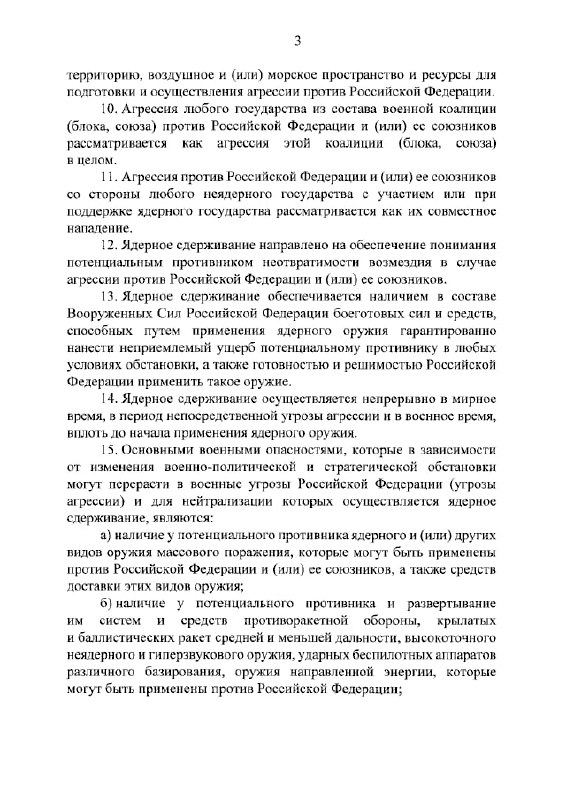 3
территорию, воздушное и (или) морское пространство и ресурсы для
подготовки и осуществления агрессии против Российской Федерации.
10. Агрессия любого государства из состава военной коалиции
(блока, союза) против Российской Федерации и (или) ее союзников
рассматривается как агрессия этой коалиции (блока, союза)
в целом.
11. Агрессия против Российской Федерации и (или) ее союзников
со стороны любого неядерного государства с участием или при
поддержке ядерного государства рассматривается как их совместное
нападение.
12. Ядерное сдерживание направлено на обеспечение понимания
потенциальным противником неотвратимости возмездия в случае
агрессии против Российской Федерации и (или) ее союзников.
13. Ядерное сдерживание обеспечивается наличием в составе
Вооруженных Сил Российской Федерации боеготовых сил и средств,
способных путем применения ядерного оружия гарантированно
нанести неприемлемый ущерб потенциальному противнику в любых
условиях обстановки, а также готовностью и решимостью Российской
Федерации применить такое оружие.
14. Ядерное сдерживание осуществляется непрерывно в мирное
время, в период непосредственной угрозы агрессии и в военное время,
вплоть до начала применения ядерного оружия.
15. Основными военными опасностями, которые в зависимости
от изменения военно-политической и стратегической обстановки
могут перерасти в военные угрозы Российской Федерации (угрозы
агрессии) и для нейтрализации которых осуществляется ядерное
сдерживание, являются:
а) наличие у потенциального противника ядерного и (или) других
видов оружия массового поражения, которые могут быть применены
против Российской Федерации и (или) ее союзников, а также средств
доставки этих видов оружия;
б) наличие у потенциального противника и развертывание
им систем и средств противоракетной обороны, крылатых
и баллистических ракет средней и меньшей дальности, высокоточного
неядерного и гиперзвукового оружия, ударных беспилотных аппаратов
различного базирования, оружия направленной энергии, которые
могут быть применены против Российской Федерации;